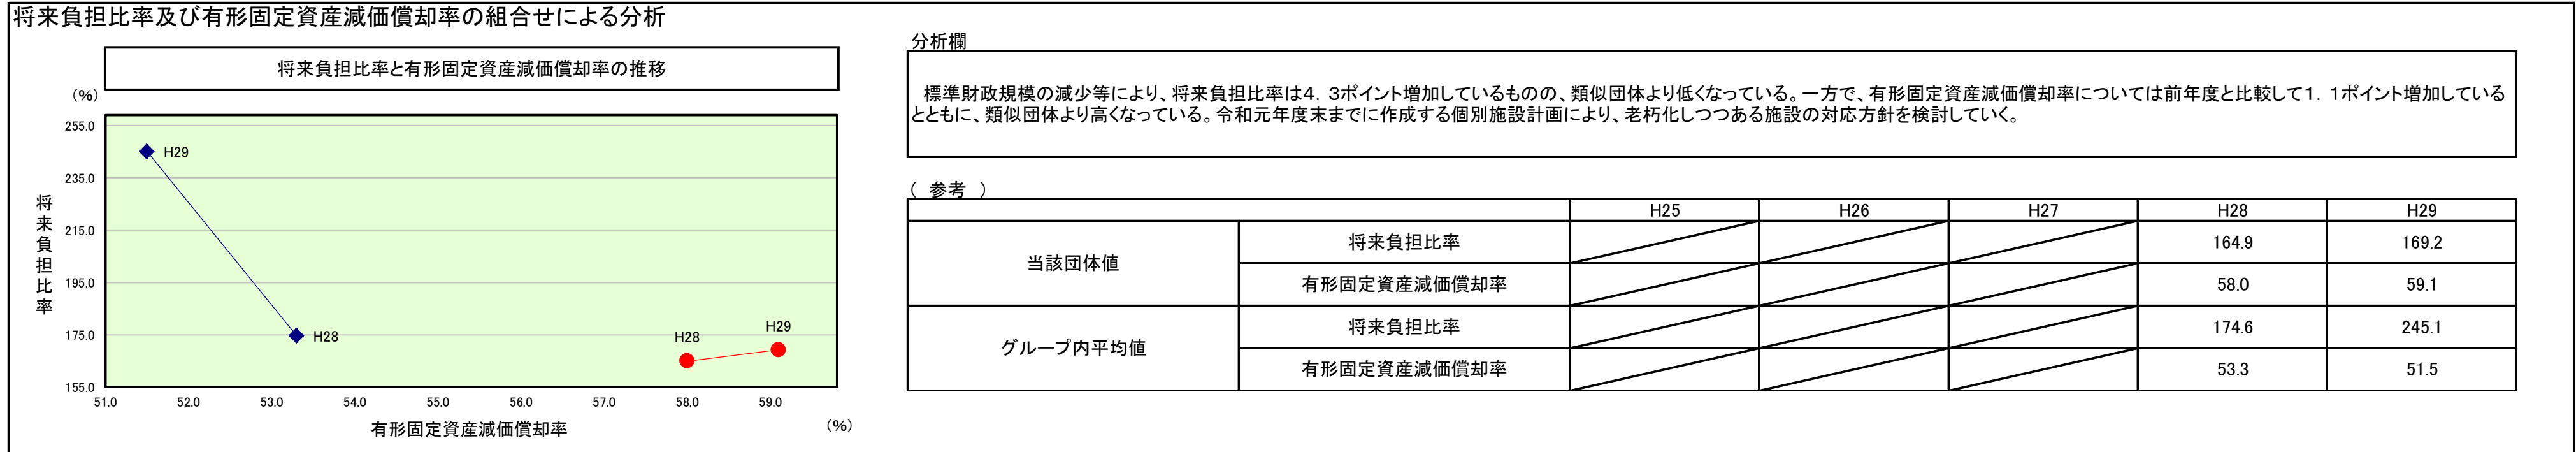 将来負担比率及び有形固定資産減価償却率の組合せによる分析
将来負担比率と有形固定資産減価償却率の推移
（%）
255.0
235.0
215.0
195.0
175.0
155.0
将来負担比率
H29
H28
H28
H29
51.0 52.0 53.0 54.0 55.0 56.0 57.0 58.0 59.0
有形固定資産減価償却率
（%）
分析欄
標準財政規模の減少等により、将来負担比率は４．３ポイント増加しているものの、類似団体より低くなっている。一方で、有形固定資産減価償却率については前年度と比較して１．１ポイント増加している
とともに、類似団体より高くなっている。令和元年度末までに作成する個別施設計画により、老朽化しつつある施設の対応方針を検討していく。
（ 参考 ）
H25 H26 H27 H28 H29
当該団体値
将来負担比率 164.9 169.2
有形固定資産減価償却率 58.0 59.1
グループ内平均値
将来負担比率 174.6 245.1
有形固定資産減価償却率 53.3 51.5